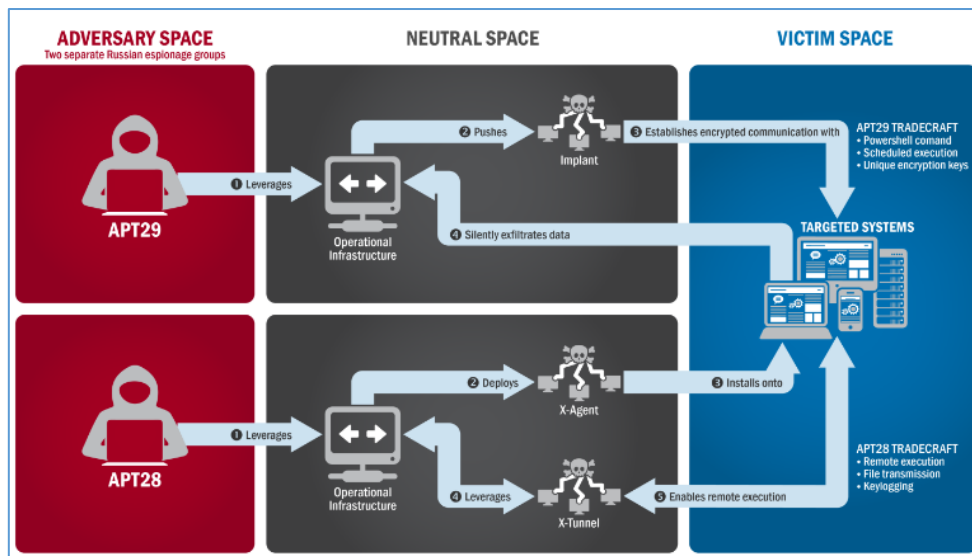 ADVERSARY SPACE
Two separate Russian espionage groups
NEUTRAL SPACE
VICTIM SPACE
APT29
❶ Leverages
Operational
Infrastructure
❷ Pushes
Implant
❸ Establishes encrypted communication with
❹ Silently exfiltrates data
APT29 TRADECRAFT
• Powershell comand
• Scheduled execution
• Unique encryption keys
TARGETED SYSTEMS
APT28
❶ Leverages
Operational
Infrastructure
❷ Deploys
X-Agent
❸ Installs onto
❹ Leverages
X-Tunnel
❺ Enables remote execution
APT28 TRADECRAFT
• Remote execution
• File transmission
• Keylogging